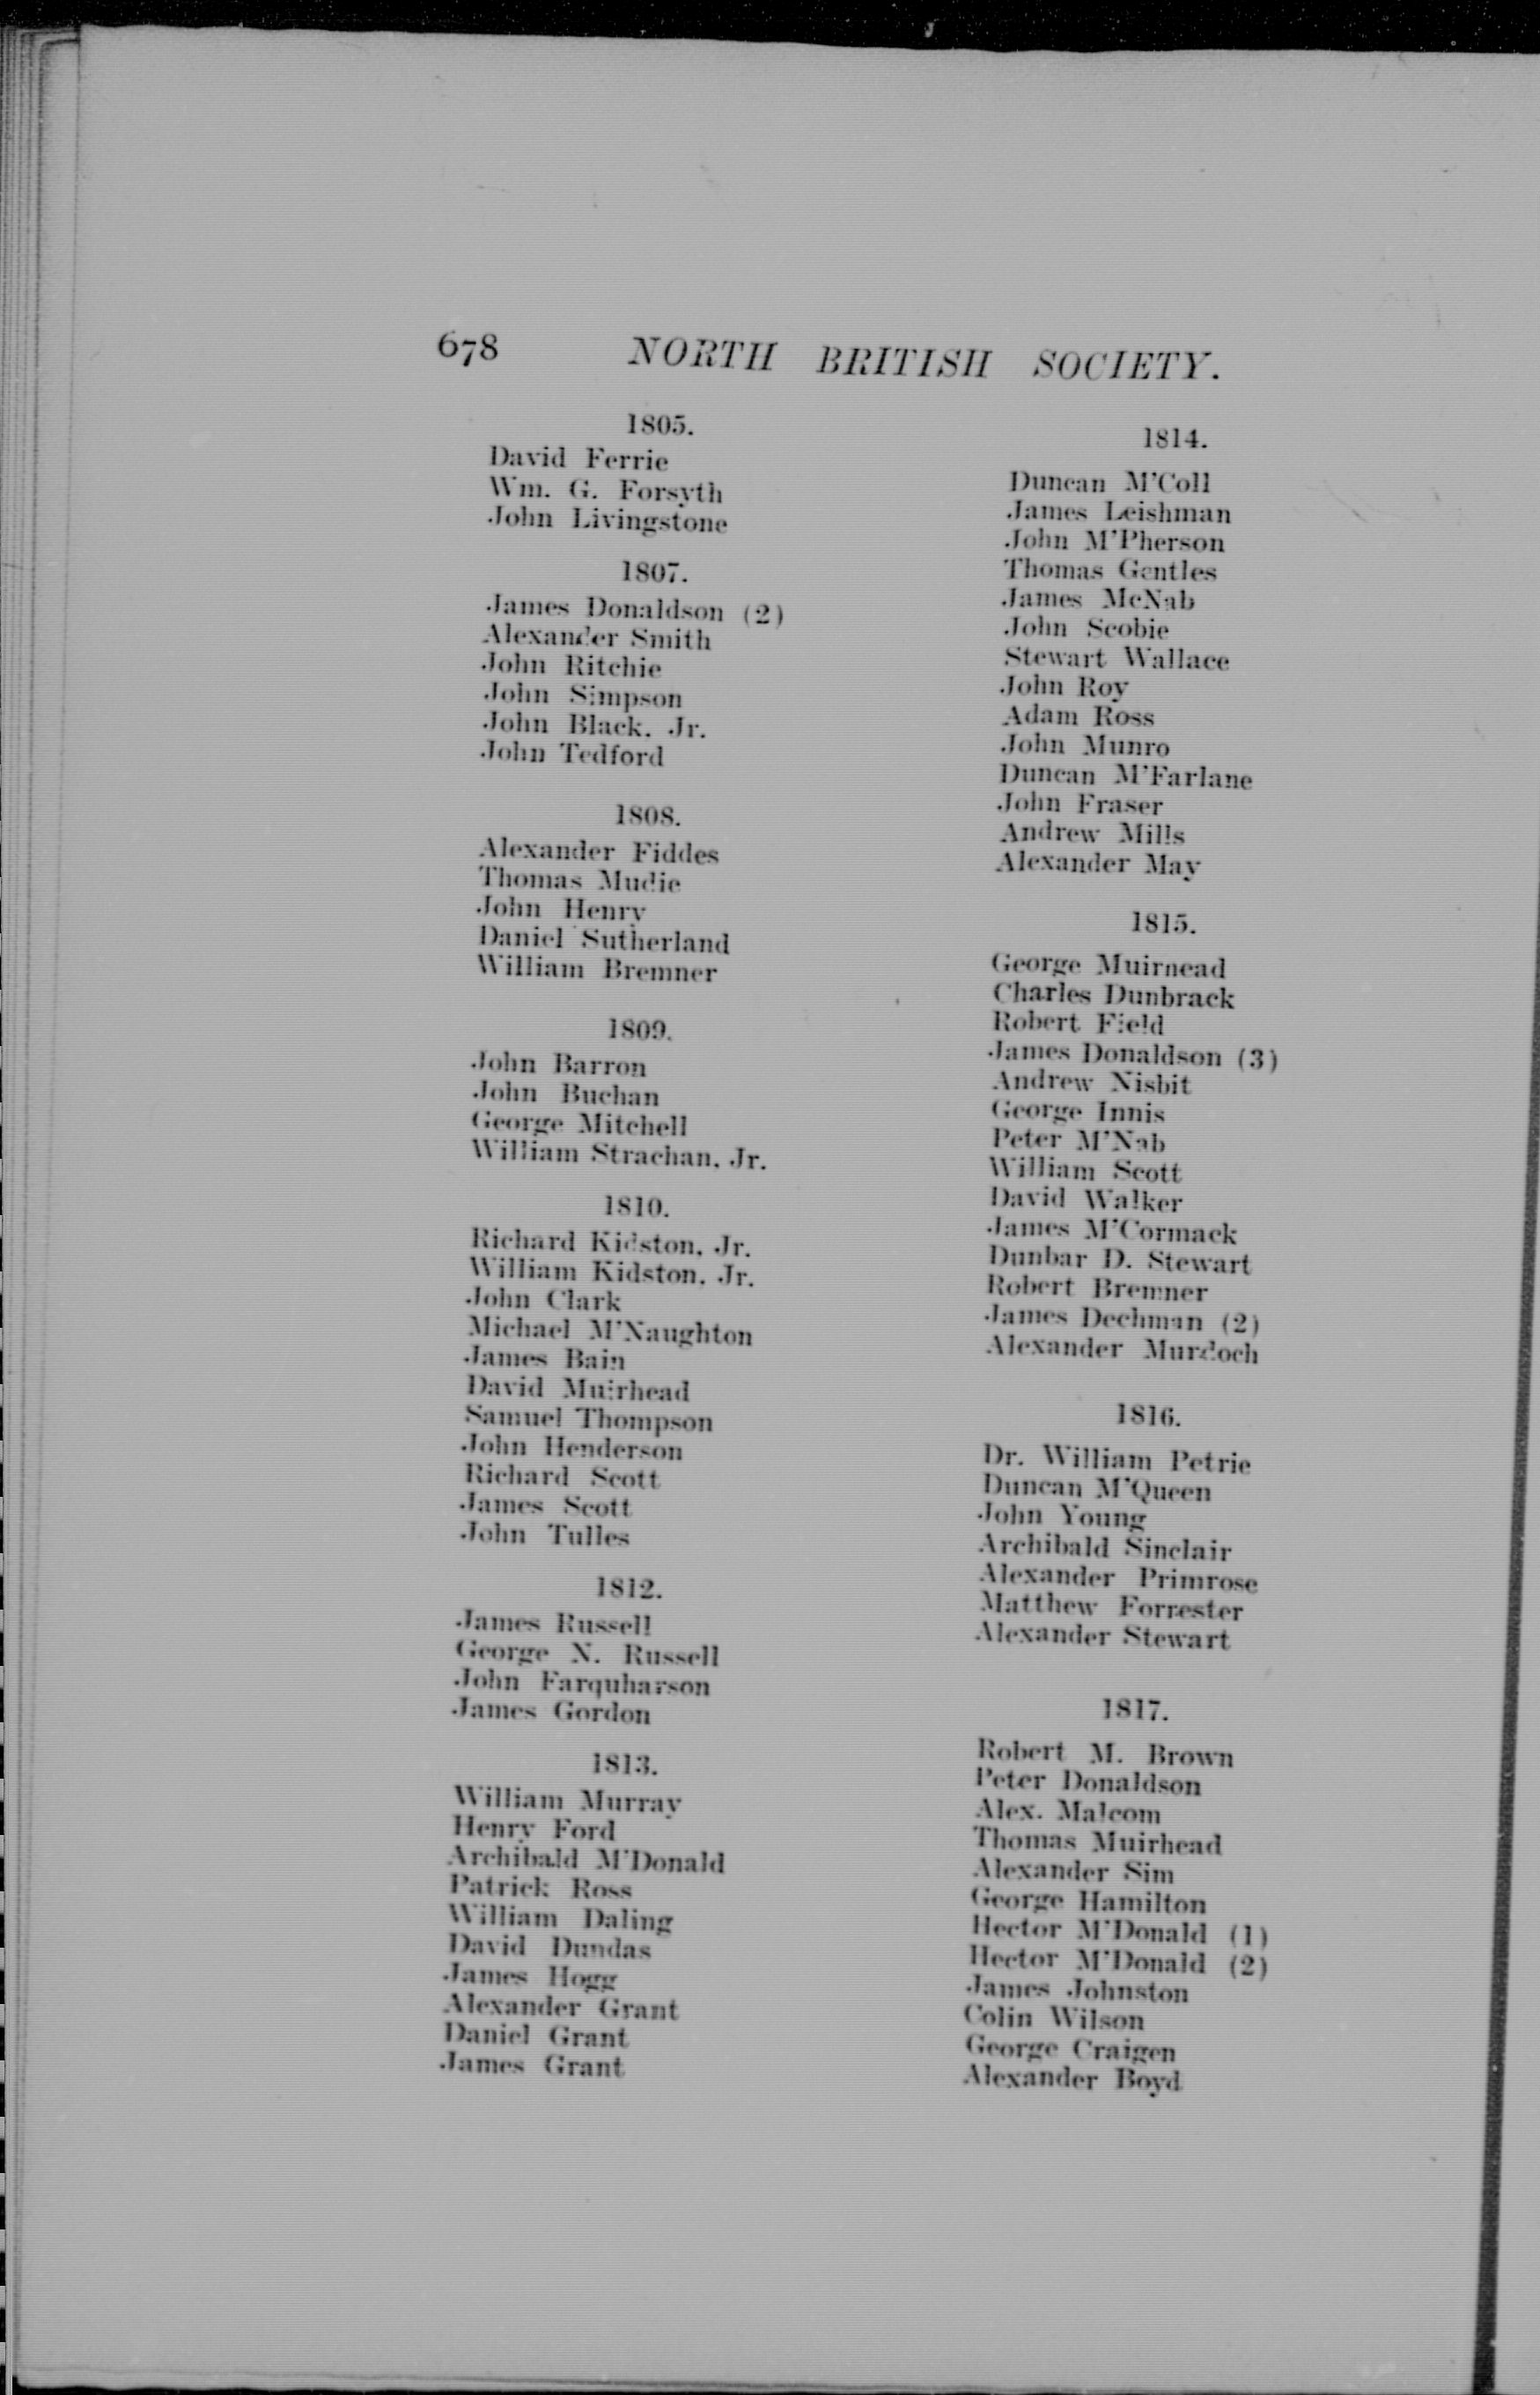 678 NORTH BRITISH SOCIETY.
1805.
David Ferrie
Wm. G. Forsyth
John Livingstone
1807.
James Donaldson (2)
Alexander Smith
John Ritchie
John Simpson
John Black, Jr.
John Tedford
1808.
Alexander Fiddes
Thomas Mudie
John Henry
Daniel Sutherland
William Bremner
1809.
John Barron
John Buchan
George Mitchell
William Strachan, Jr.
1810.
Richard Kidston, Jr.
William Kidston, Jr.
John Clark
Michael M'Naughton
James Bain
David Muirhead
Samuel Thompson
John Henderson
Richard Scott
James Scott
John Tulles
1812.
James Russell
George N. Russell
John Farquharson
James Gordon
1813.
William Murray
Henry Ford
Archibald M'Donald
Patrick Ross
William Daling
David Dundas
James Hogg
Alexander Grant
Daniel Grant
James Grant
1814.
Duncan M'Coll
James Leishman
John M'Pherson
Thomas Gentles
James McNab
John Scobie
Stewart Wallace
John Roy
Adam Ross
John Munro
Duncan M'Farlane
John Fraser
Andrew Mills
Alexander May
1815.
George Muirhead
Charles Dunbrack
Robert Field
James Donaldson (3)
Andrew Nisbit
George Innis
Peter M'Nab
William Scott
David Walker
James M'Cormack
Dunbar D. Stewart
Robert Bremner
James Dechman (2)
Alexander Murdoch
1816.
Dr. William Petrie
Duncan M'Queen
John Young
Archibald Sinclair
Alexander Primrose
Matthew Forrester
Alexander Stewart
1817.
Robert M. Brown
Peter Donaldson
Alex. Malcom
Thomas Muirhead
Alexander Sim
George Hamilton
Hector M'Donald (1)
Hector M'Donald (2)
James Johnston
Colin Wilson
George Craigen
Alexander Boyd